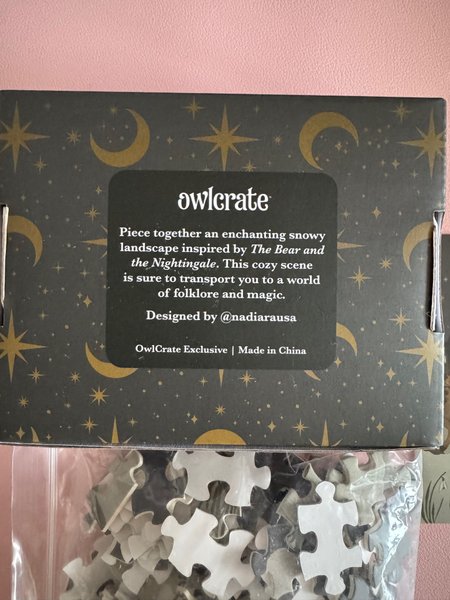 owlcrate
Piece together an enchanting snowy
landscape inspired by The Bear and
the Nightingale. This cozy scene
is sure to transport you to a world
of folklore and magic.
Designed by @nadiarausa
OwlCrate Exclusive | Made in China